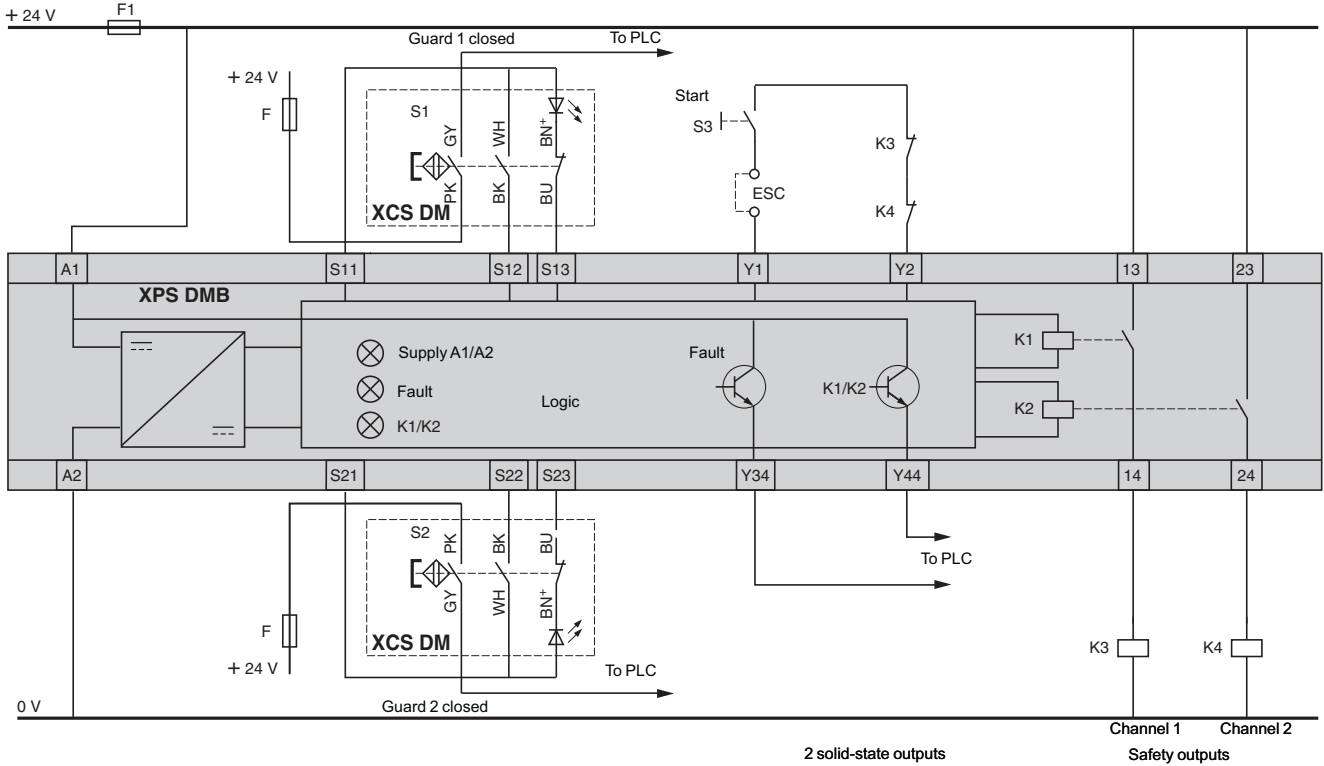 + 24 V
F1
Guard 1 closed
To PLC
+ 24 V
F
S1
GY
WH
BN+
PK
BK
BU
XCS DM
Start
S3
ESC
K3
K4
A1
S11
S12
S13
Y1
Y2
13
23
XPS DMB
Supply A1/A2
Fault
K1/K2
Logic
Fault
K1/K2
K1
K2
A2
S21
S22
S23
Y34
Y44
14
24
S2
PK
BK
BU
GY
WH
BN+
XCS DM
F
+ 24 V
To PLC
Guard 2 closed
To PLC
K3
K4
0 V
Channel 1
Channel 2
2 solid-state outputs
Safety outputs